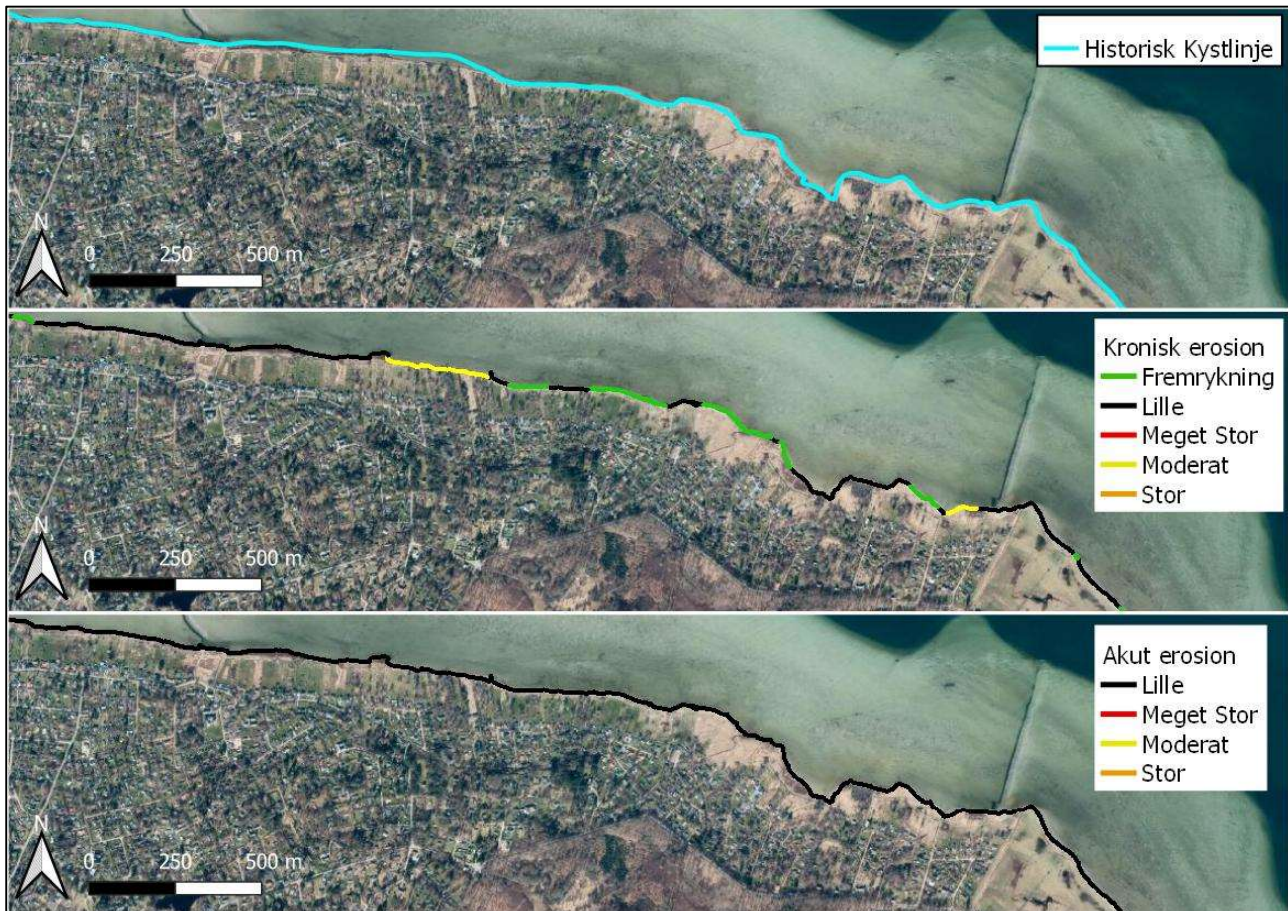 Historisk Kystlinje
N
0 250 500 m
Kronisk erosion
Fremrykning
Lille
Meget Stor
Moderat
Stor
N
0 250 500 m
Akut erosion
Lille
Meget Stor
Moderat
Stor
N
0 250 500 m